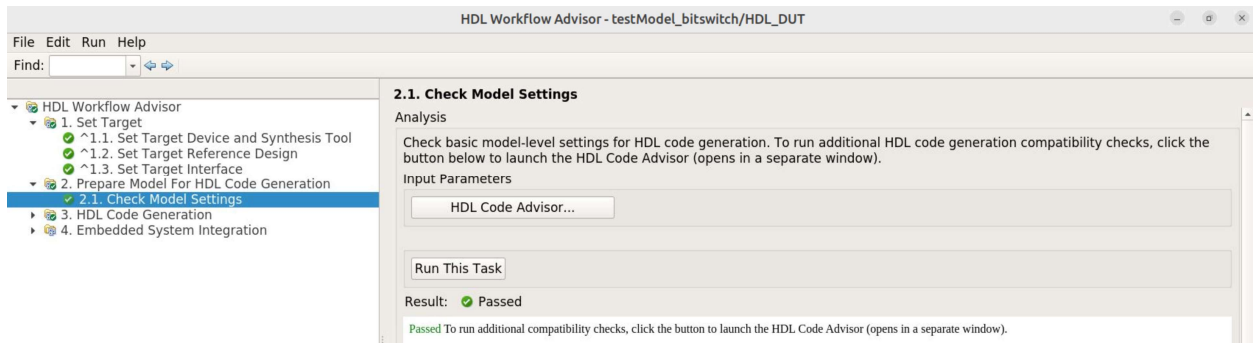 HDL Workflow Advisor - testModel_bitswitch/HDL_DUT
File Edit Run Help
Find:
HDL Workflow Advisor
1. Set Target
^1.1. Set Target Device and Synthesis Tool
^1.2. Set Target Reference Design
^1.3. Set Target Interface
2. Prepare Model For HDL Code Generation
2.1. Check Model Settings
3. HDL Code Generation
4. Embedded System Integration
2.1. Check Model Settings
Analysis
Check basic model-level settings for HDL code generation. To run additional HDL code generation compatibility checks, click the
button below to launch the HDL Code Advisor (opens in a separate window).
Input Parameters
HDL Code Advisor...
Run This Task
Result: Passed
Passed To run additional compatibility checks, click the button to launch the HDL Code Advisor (opens in a separate window).